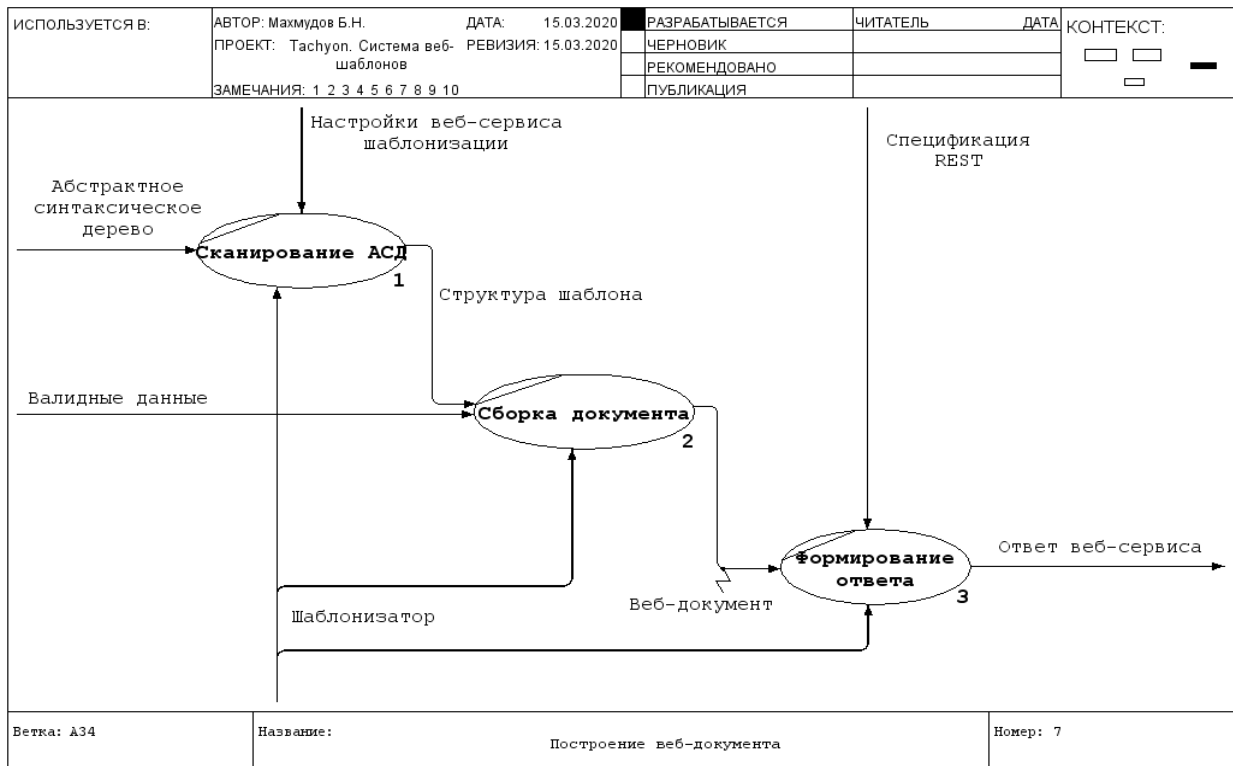 ИСПОЛЬЗУЕТСЯ В:
АВТОР: Махмудов Б.Н.
ДАТА: 15.03.2020
ПРОЕКТ: Tachyon. Система веб-
шаблонов
РЕВИЗИЯ: 15.03.2020
ЗАМЕЧАНИЯ: 1 2 3 4 5 6 7 8 9 10
РАЗРАБАТЫВАЕТСЯ
ЧЕРНОВИК
РЕКОМЕНДОВАНО
ПУБЛИКАЦИЯ
ЧИТАТЕЛЬ
ДАТА
КОНТЕКСТ:
Настройки веб-сервиса
шаблонизации
Спецификация
REST
Абстрактное
синтаксическое
дерево
Сканирование АСД
1
Структура шаблона
Валидные данные
Сборка документа
2
Ответ веб-сервиса
Формирование
ответа
3
Веб-документ
Шаблонизатор
Ветка: A34
Название:
Построение веб-документа
Номер: 7